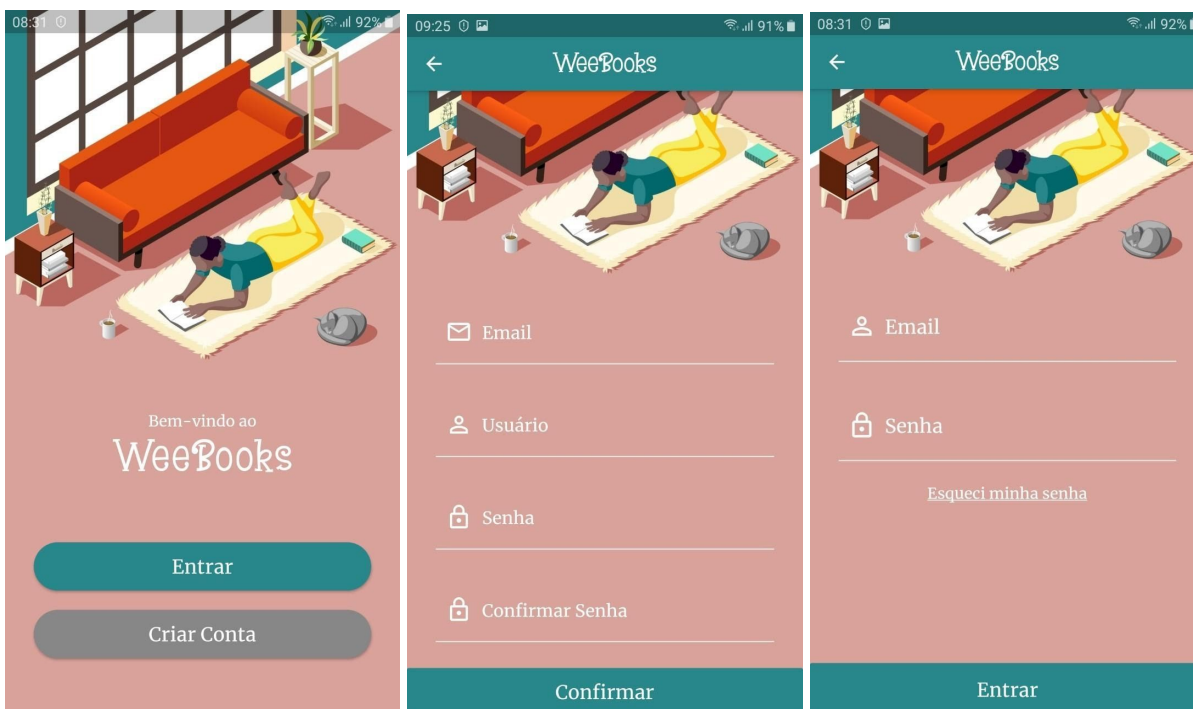 08:31 92%
Bem-vindo ao
WeeBooks
Entrar
Criar Conta
09:25 91%
WeeBooks
Email
Usuário
Senha
Confirmar Senha
Confirmar
08:31 92%
WeeBooks
Email
Senha
Esqueci minha senha
Entrar